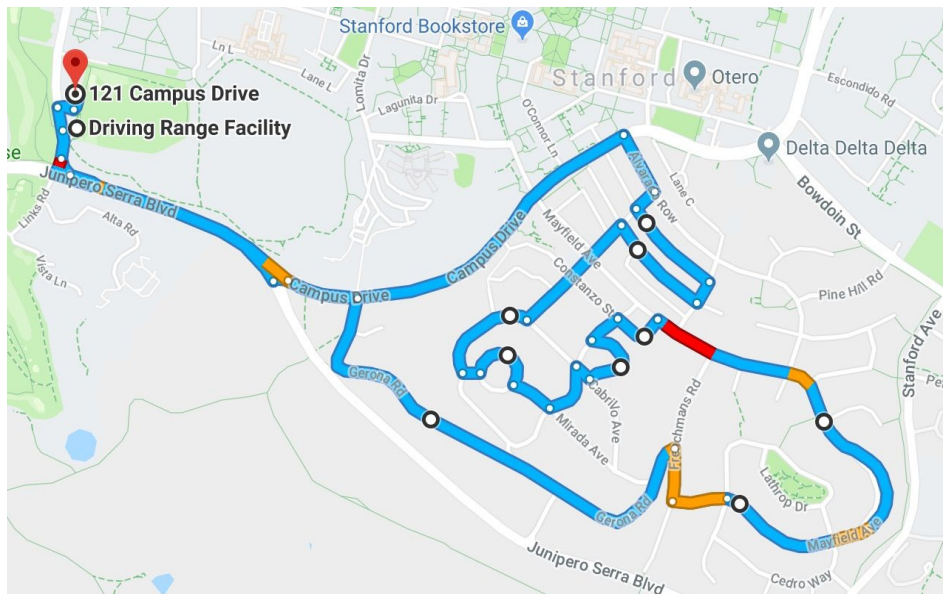 Stanford Bookstore
Ln L
Lane L
Lomita Dr
Stanford
Otero
121 Campus Drive
Lagunita Dr
Escondido Rd
O'Connor Ln
Driving Range Facility
Delta Delta Delta
se
Alvarado Row
Lane C
Junipero Serra Blvd
Links Rd
Alta Rd
Bowdoin St
Mayfield Ave
Campus Drive
Vista Ln
Constanzo St
Campus Drive
Pine Hill Rd
Stanford Ave
Gerona Rd
Cabrillo Ave
Pe
Mirada Ave
Frenchmans Rd
Lathrop Dr
Gerona Rd
Mayfield Ave
Junipero Serra Blvd
Cedro Way